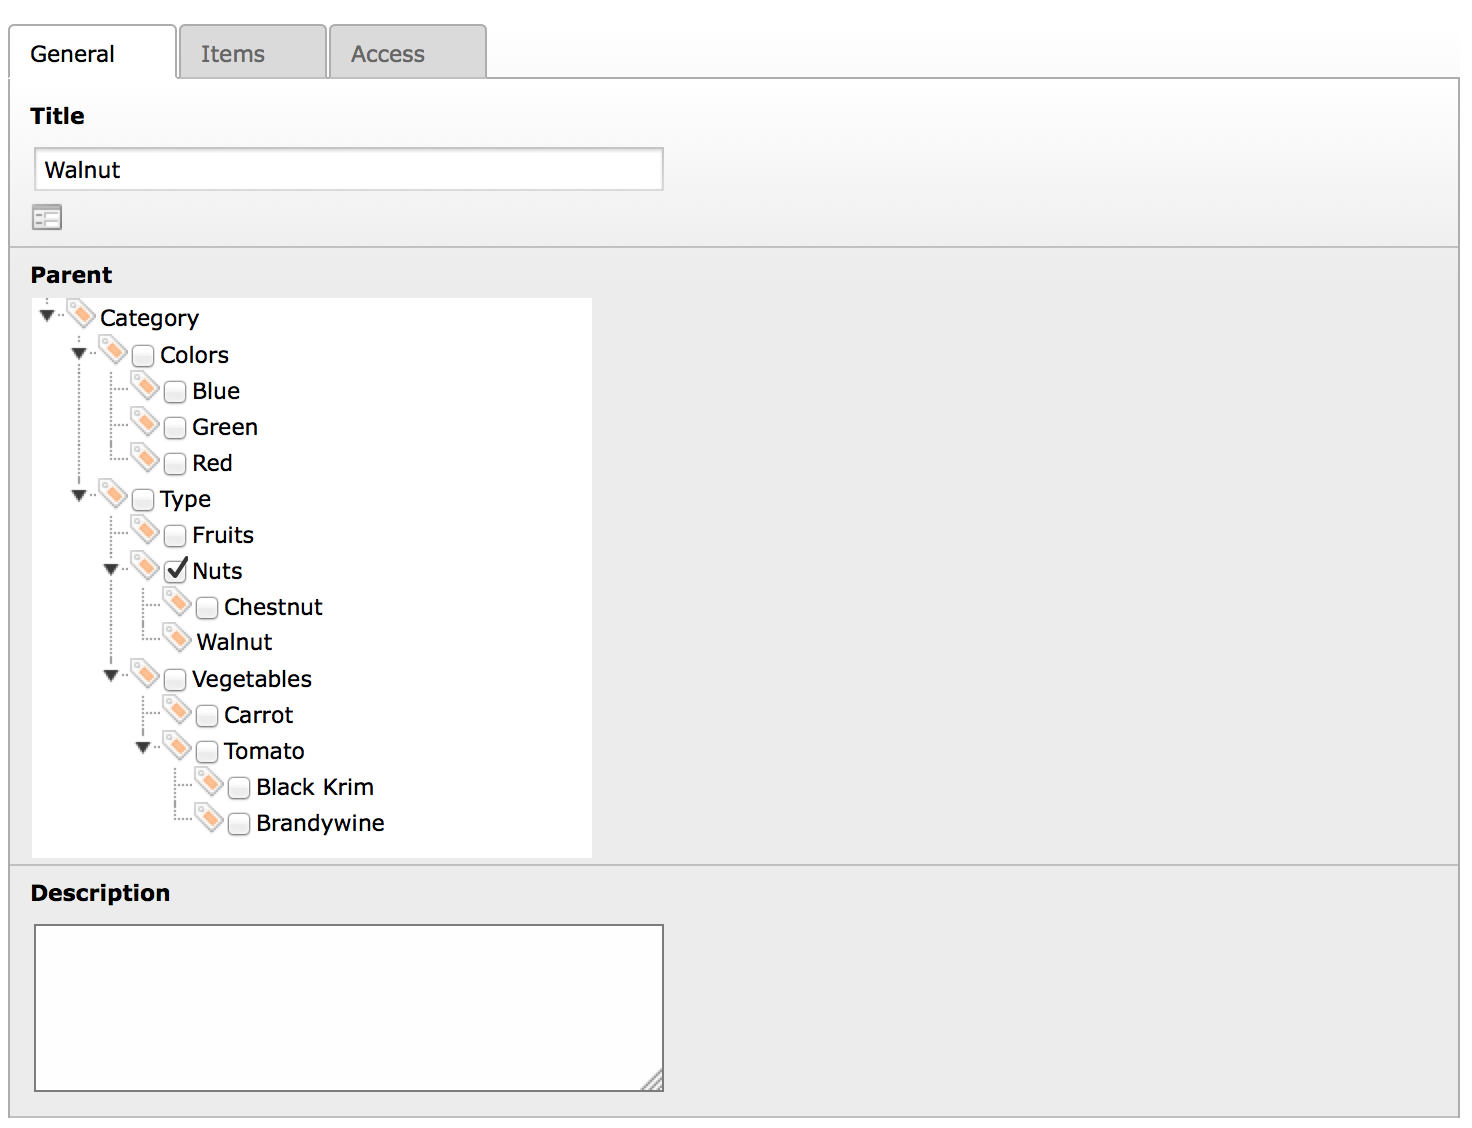 General
Items
Access
Title
Walnut
Parent
Category
Colors
Blue
Green
Red
Type
Fruits
Nuts
Chestnut
Walnut
Vegetables
Carrot
Tomato
Black Krim
Brandywine
Description